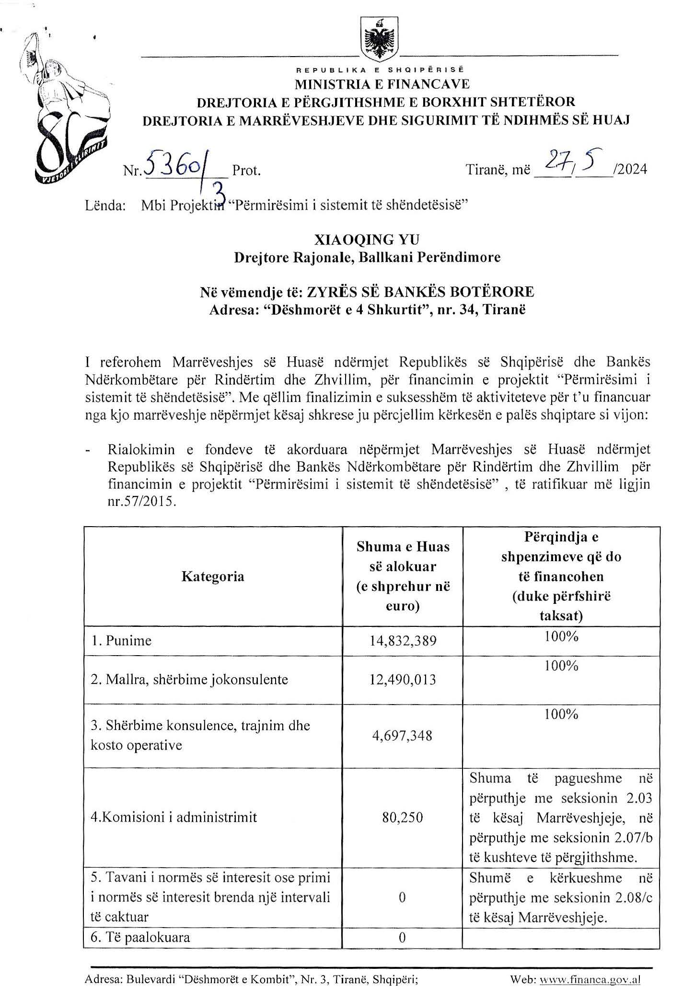 REPUBLIKA E SHQIPËRISË
MINISTRIA E FINANCAVE
DREJTORIA E PËRGJITHSHME E BORXHIT SHTETËROR
DREJTORIA E MARRËVESHJEVE DHE SIGURIMIT TË NDIHMËS SË HUAJ
80
VJETORI I ÇLIRIMIT
Nr. 5360/3 Prot. Tiranë, më 27/5/2024
Lënda: Mbi Projektin “Përmirësimi i sistemit të shëndetësisë”
XIAOQING YU
Drejtore Rajonale, Ballkani Perëndimore
Në vëmendje të: ZYRËS SË BANKËS BOTËRORE
Adresa: “Dëshmorët e 4 Shkurtit”, nr. 34, Tiranë
I referohem Marrëveshjes së Huasë ndërmjet Republikës së Shqipërisë dhe Bankës
Ndërkombëtare për Rindërtim dhe Zhvillim, për financimin e projektit “Përmirësimi i
sistemit të shëndetësisë”. Me qëllim finalizimin e suksesshëm të aktiviteteve për t’u financuar
nga kjo marrëveshje nëpërmjet kësaj shkrese ju përcjellim kërkesën e palës shqiptare si vijon:
- Rialokimin e fondeve të akorduara nëpërmjet Marrëveshjes së Huasë ndërmjet
Republikës së Shqipërisë dhe Bankës Ndërkombëtare për Rindërtim dhe Zhvillim për
financimin e projektit “Përmirësimi i sistemit të shëndetësisë” , të ratifikuar më ligjin
nr.57/2015.
Kategoria
Shuma e Huas
së alokuar
(e shprehur në
euro)
Përqindja e
shpenzimeve që do
të financohen
(duke përfshirë
taksat)
1. Punime
14,832,389
100%
2. Mallra, shërbime jokonsulente
12,490,013
100%
3. Shërbime konsulence, trajnim dhe
kosto operative
4,697,348
100%
4.Komisioni i administrimit
80,250
Shuma të pagueshme në
përputhje me seksionin 2.03
të kësaj Marrëveshjeje, në
përputhje me seksionin 2.07/b
të kushteve të përgjithshme.
5. Tavani i normës së interesit ose primi
i normës së interesit brenda një intervali
të caktuar
0
Shumë e kërkueshme në
përputhje me seksionin 2.08/c
të kësaj Marrëveshjeje.
6. Të paalokuara
0
Adresa: Bulevardi “Dëshmorët e Kombit”, Nr. 3, Tiranë, Shqipëri; Web: www.financa.gov.al